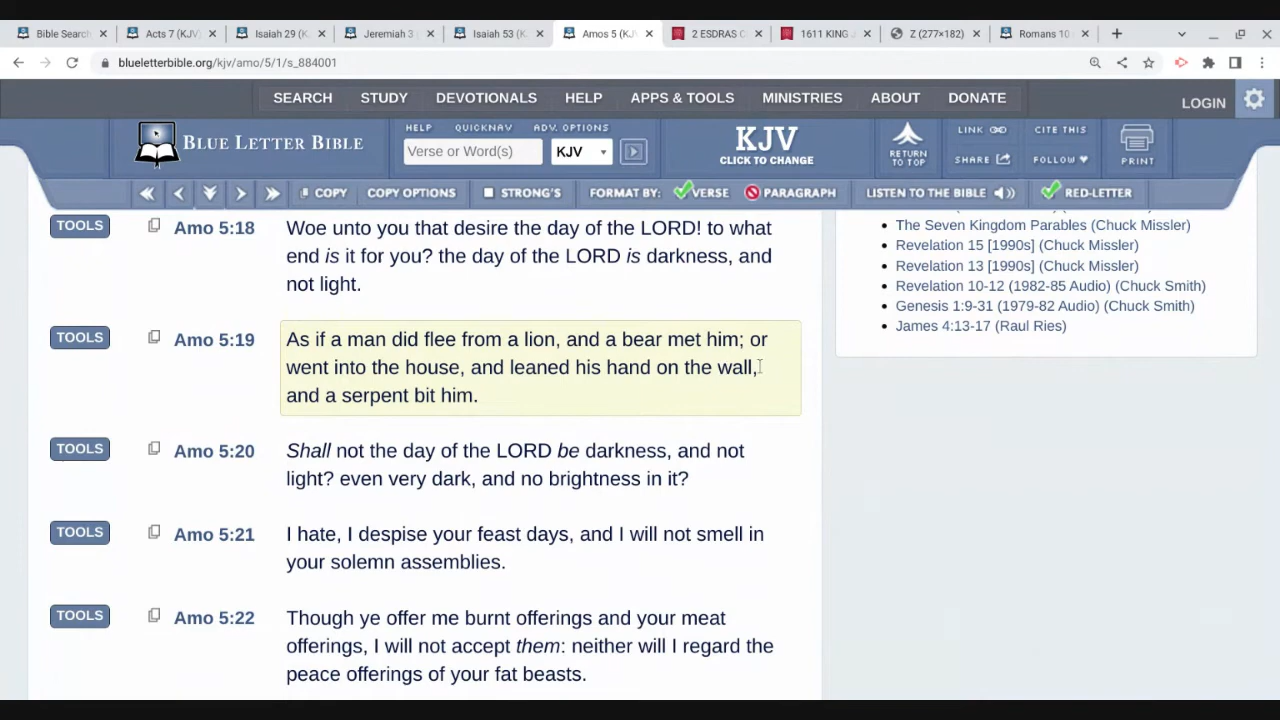 Bible Search
Acts 7 (KJV)
Isaiah 29 (K
Jeremiah 3
Isaiah 53 (K
Amos 5 (KJ
2 ESDRAS C
1611 KING
Z (277×182)
Romans 10
blueletterbible.org/kjv/amo/5/1/s_884001
SEARCH STUDY DEVOTIONALS HELP APPS & TOOLS MINISTRIES ABOUT DONATE LOGIN
BLUE LETTER BIBLE
HELP QUICKNAV ADV. OPTIONS
Verse or Word(s) KJV
KJV
CLICK TO CHANGE
RETURN
TO TOP
LINK CITE THIS
SHARE FOLLOW
PRINT
COPY COPY OPTIONS STRONG'S FORMAT BY: VERSE PARAGRAPH LISTEN TO THE BIBLE RED-LETTER
TOOLS Amo 5:18 Woe unto you that desire the day of the LORD! to what
end is it for you? the day of the LORD is darkness, and
not light.
TOOLS Amo 5:19 As if a man did flee from a lion, and a bear met him; or
went into the house, and leaned his hand on the wall,
and a serpent bit him.
TOOLS Amo 5:20 Shall not the day of the LORD be darkness, and not
light? even very dark, and no brightness in it?
TOOLS Amo 5:21 I hate, I despise your feast days, and I will not smell in
your solemn assemblies.
TOOLS Amo 5:22 Though ye offer me burnt offerings and your meat
offerings, I will not accept them: neither will I regard the
peace offerings of your fat beasts.
The Seven Kingdom Parables (Chuck Missler)
Revelation 15 [1990s] (Chuck Missler)
Revelation 13 [1990s] (Chuck Missler)
Revelation 10-12 (1982-85 Audio) (Chuck Smith)
Genesis 1:9-31 (1979-82 Audio) (Chuck Smith)
James 4:13-17 (Raul Ries)